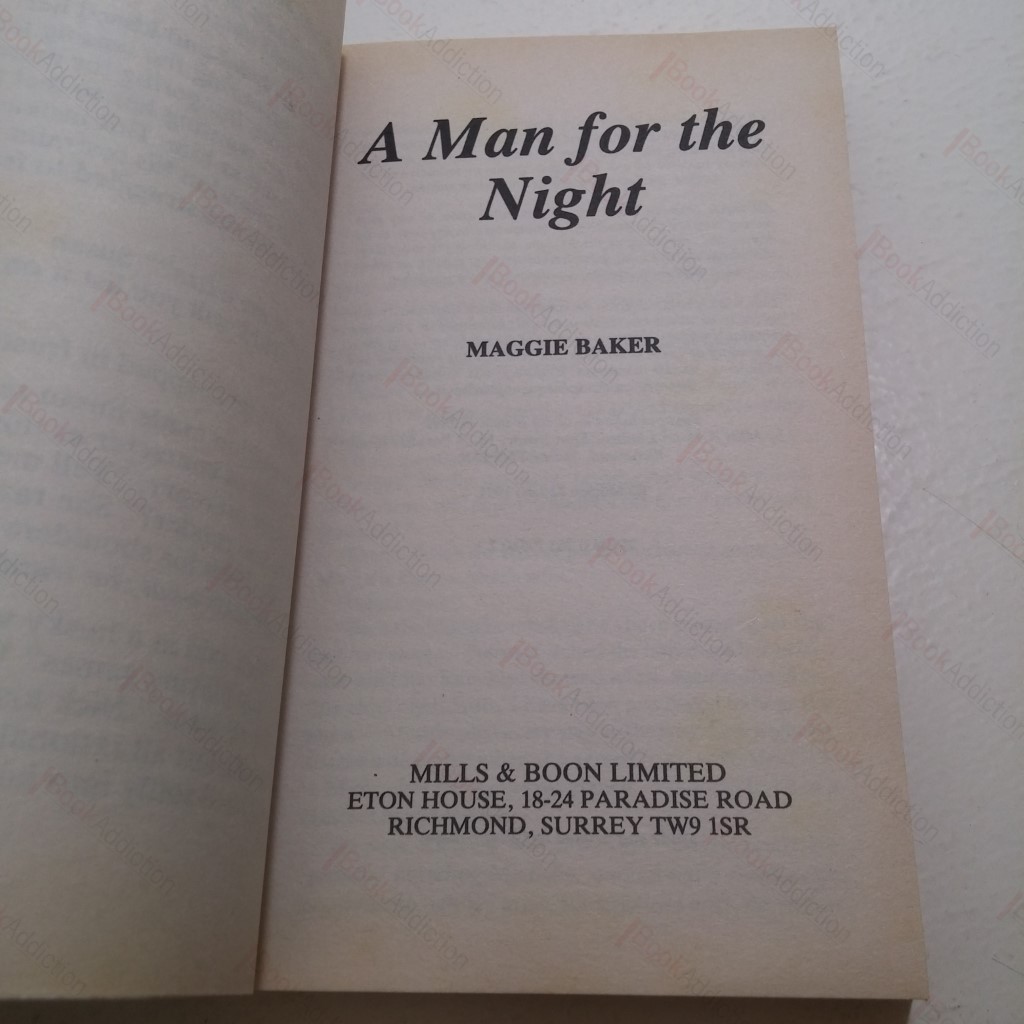 A Man for the
Night
MAGGIE BAKER
MILLS & BOON LIMITED
ETON HOUSE, 18-24 PARADISE ROAD
RICHMOND, SURREY TW9 1SR
iBookAddiction